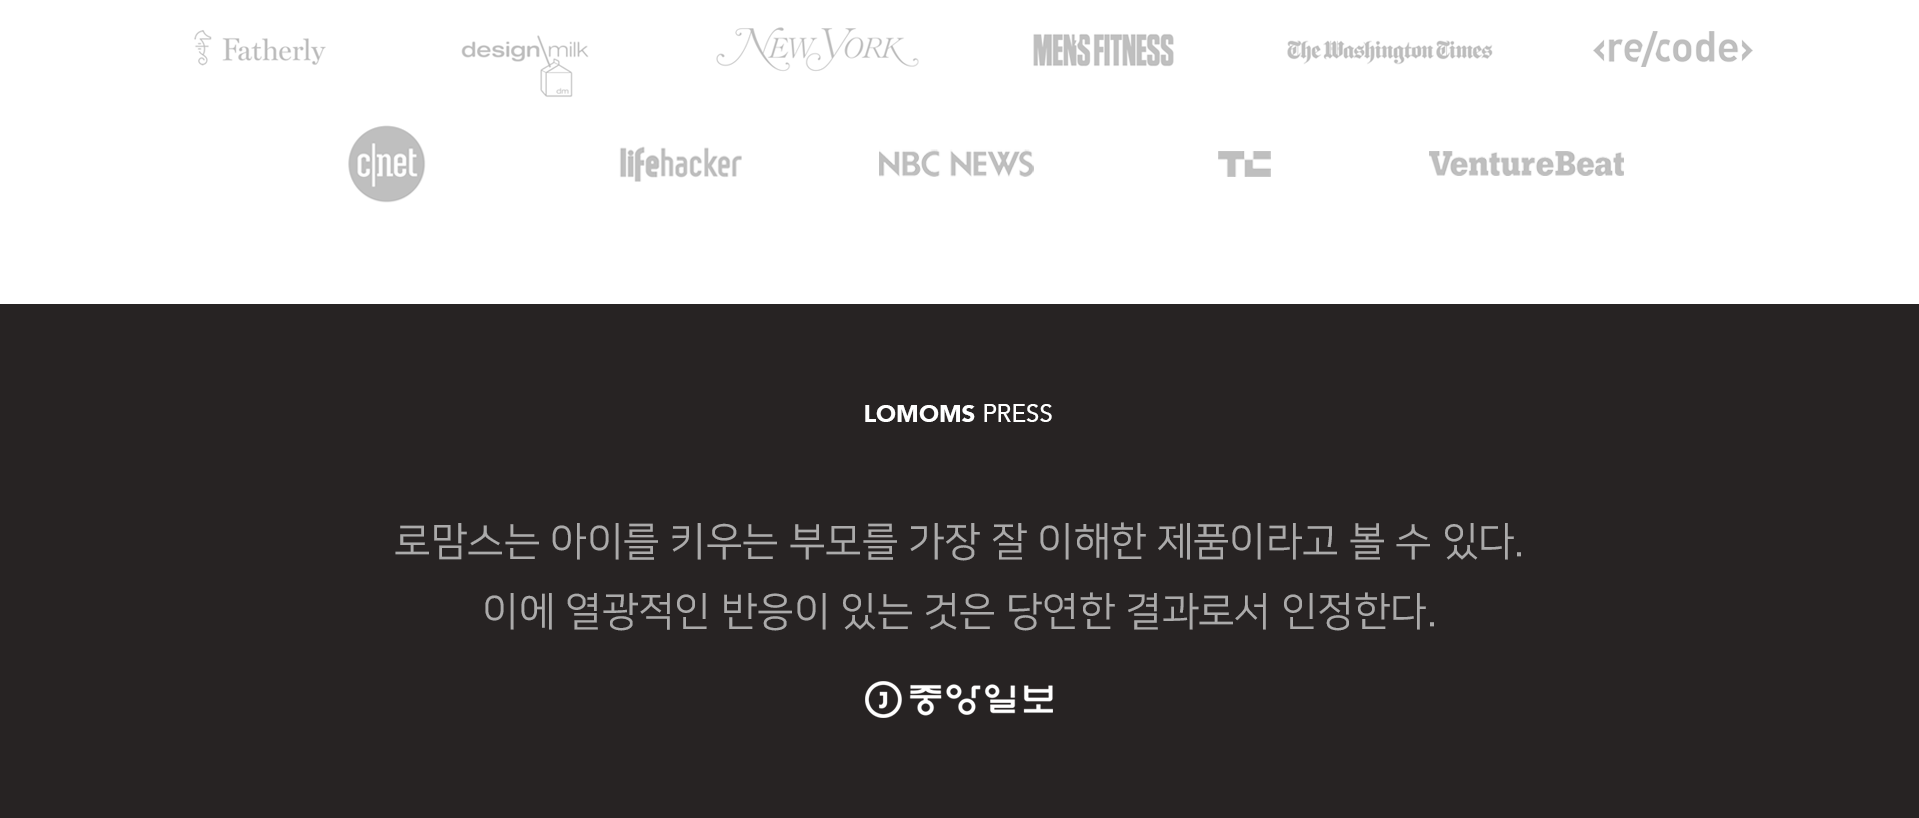 Fatherly
design\milk
dm
NEW YORK
MEN'S FITNESS
The Washington Times
<re/code>
c|net
lifehacker
NBC NEWS
TC
VentureBeat
LOMOMS PRESS
로맘스는 아이를 키우는 부모를 가장 잘 이해한 제품이라고 볼 수 있다.
이에 열광적인 반응이 있는 것은 당연한 결과로서 인정한다.
J 중앙일보